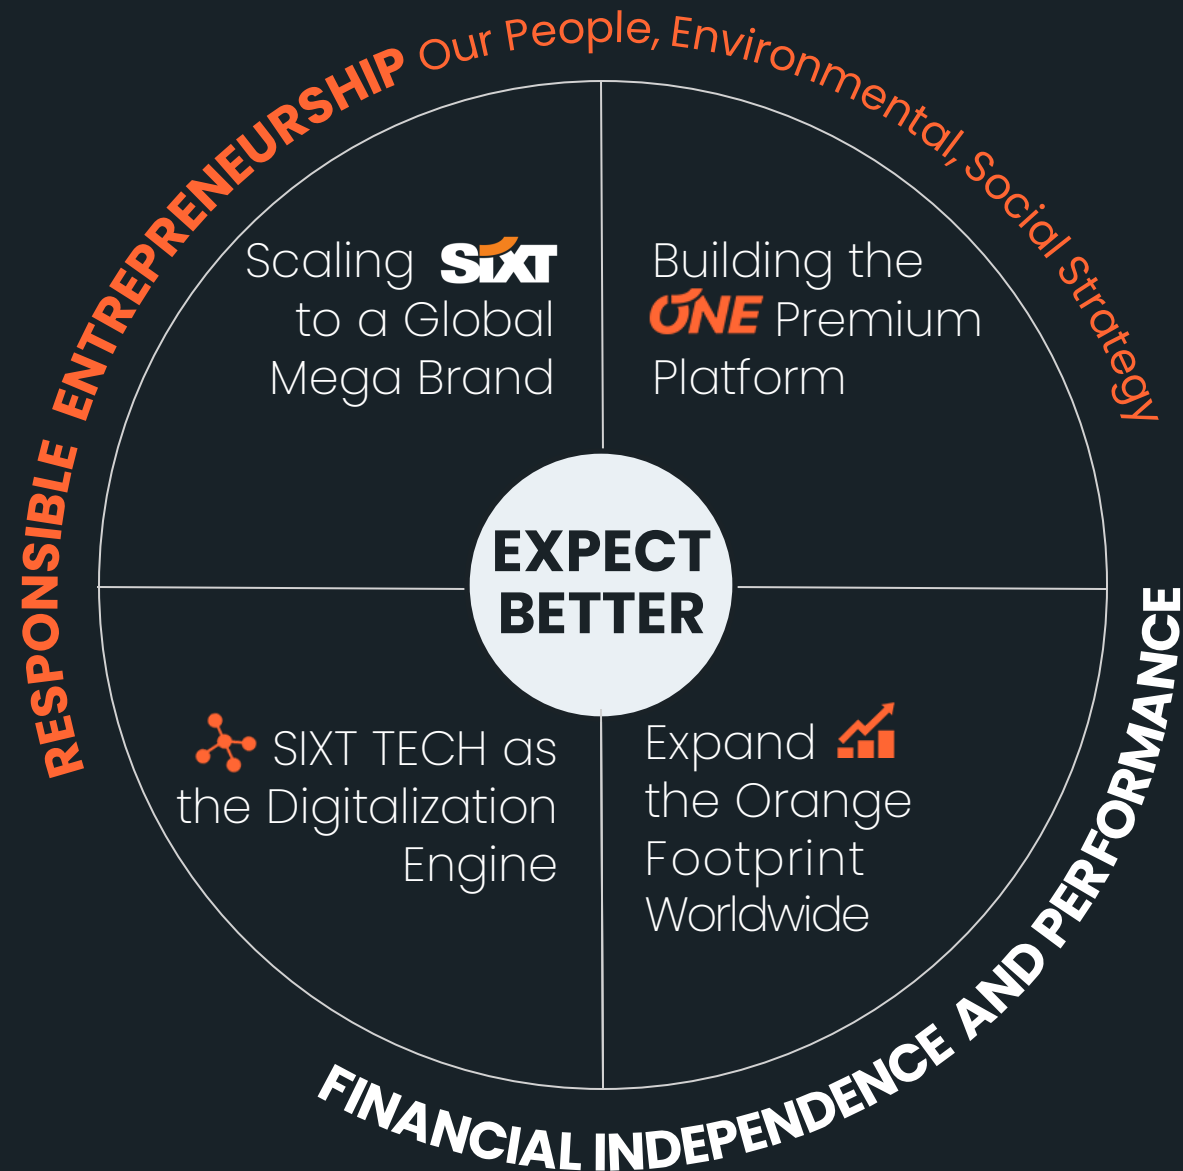 RESPONSIBLE ENTREPRENEURSHIP Our People, Environmental, Social Strategy
Scaling SIXT
to a Global
Mega Brand
Building the
ONE Premium
Platform
EXPECT
BETTER
SIXT TECH as
the Digitalization
Engine
Expand
the Orange
Footprint
Worldwide
FINANCIAL INDEPENDENCE AND PERFORMANCE